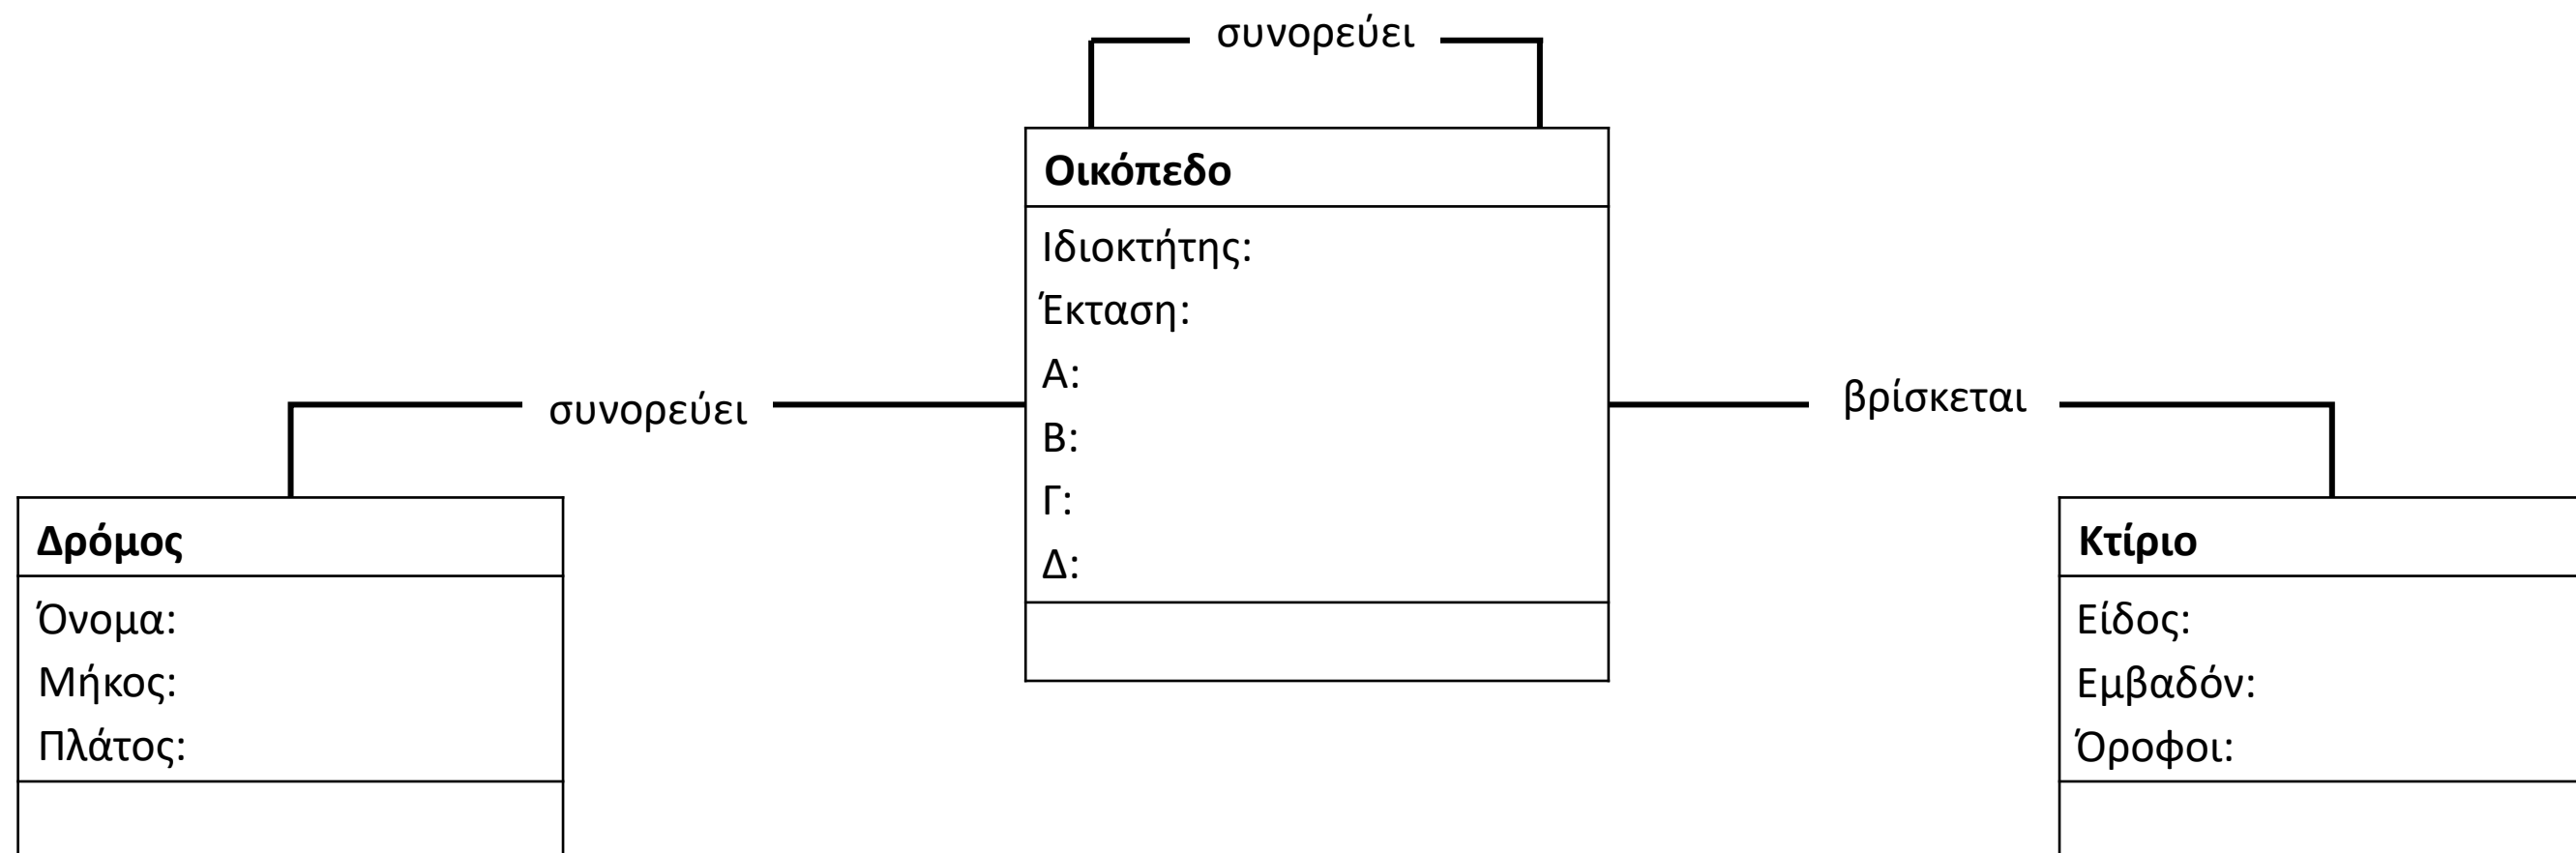 συνορεύει
Οικόπεδο
Ιδιοκτήτης:
Έκταση:
Α:
Β:
Γ:
Δ:
συνορεύει
βρίσκεται
Δρόμος
Όνομα:
Μήκος:
Πλάτος:
Κτίριο
Είδος:
Εμβαδόν:
Όροφοι: